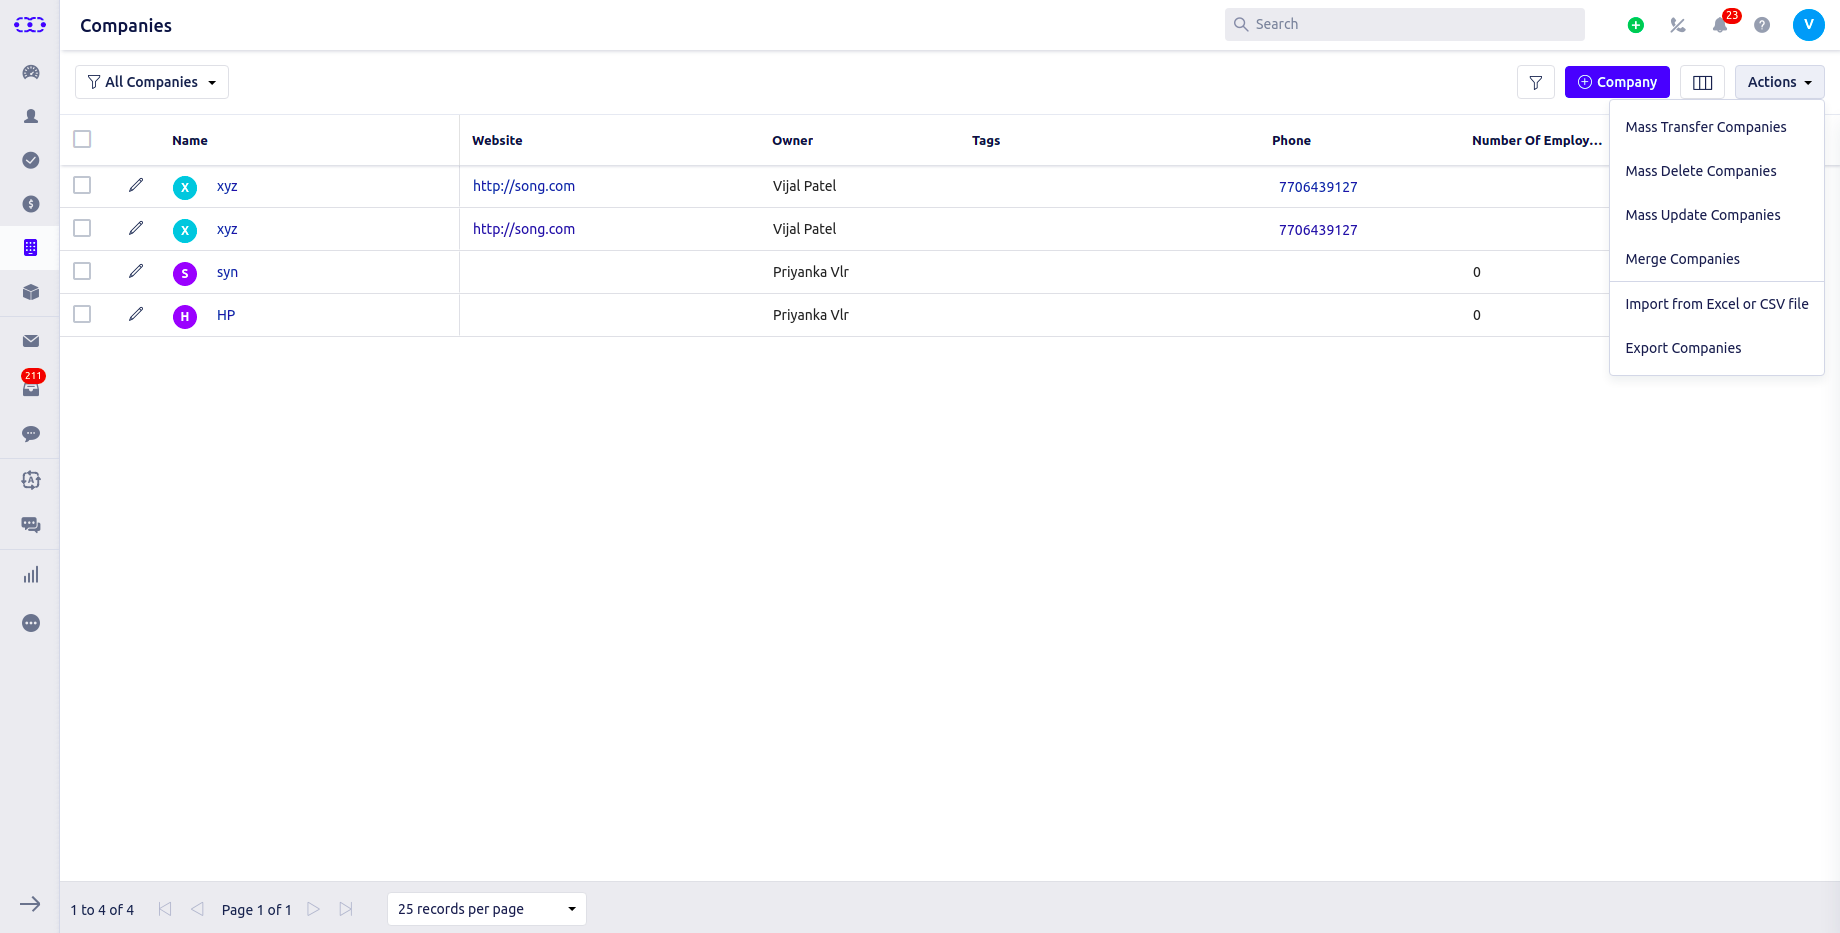 Companies
Search
23
?
V
All Companies
Company
Actions
Mass Transfer Companies
Mass Delete Companies
Mass Update Companies
Merge Companies
Import from Excel or CSV file
Export Companies
Name Website Owner Tags Phone Number Of Employ...
X xyz http://song.com Vijal Patel 7706439127
X xyz http://song.com Vijal Patel 7706439127
S syn Priyanka Vlr 0
H HP Priyanka Vlr 0
$
211
A
1 to 4 of 4 Page 1 of 1 25 records per page